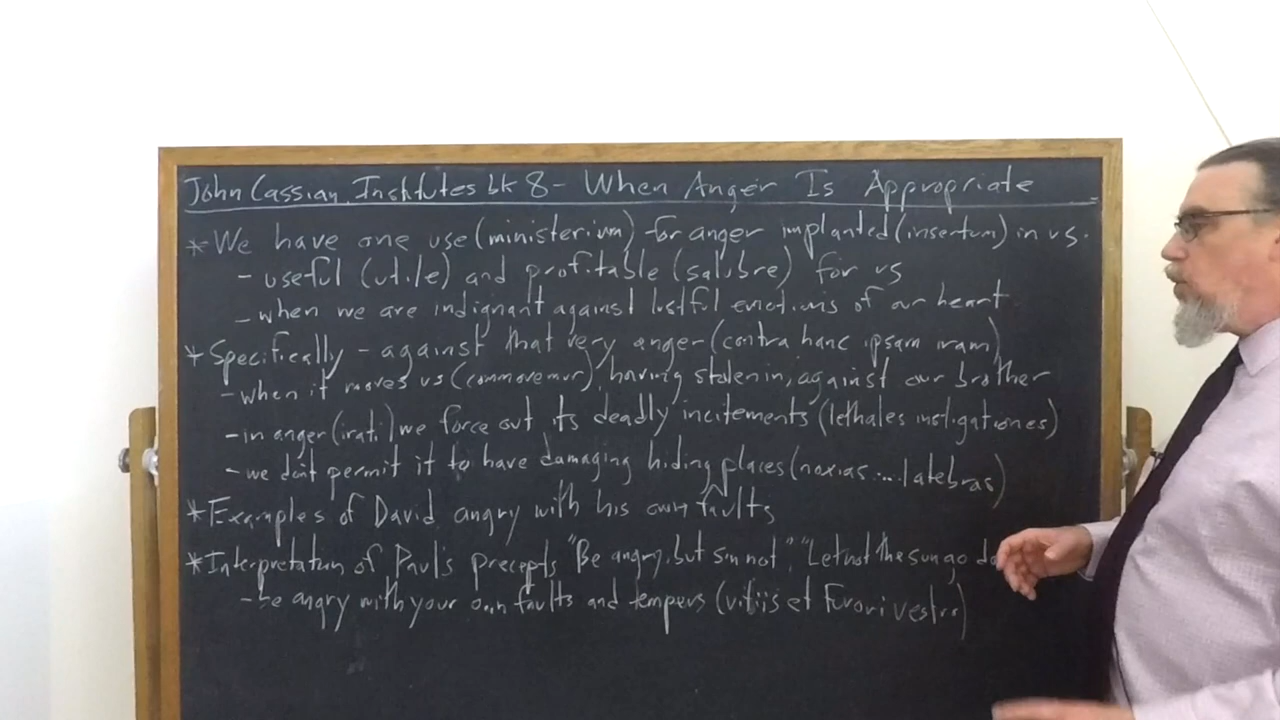 John Cassian, Institutes bk 8 - When Anger Is Appropriate
* We have one use (ministerium) for anger implanted (insertum) in us.
- useful (utile) and profitable (salubre) for us
- when we are indignant against lustful emotions of our heart
* Specifically - against that very anger (contra hanc ipsam iram)
- when it moves us (commovemur), having stolen in, against our brother
- in anger (irati) we force out its deadly incitements (lethales instigationes)
- we don't permit it to have damaging hiding places (noxias .... latebras)
* Examples of David angry with his own faults
* Interpretation of Paul's precepts "Be angry, but sin not", "Let not the sun go
- be angry with your own faults and tempers (vitiis et furori vestro)